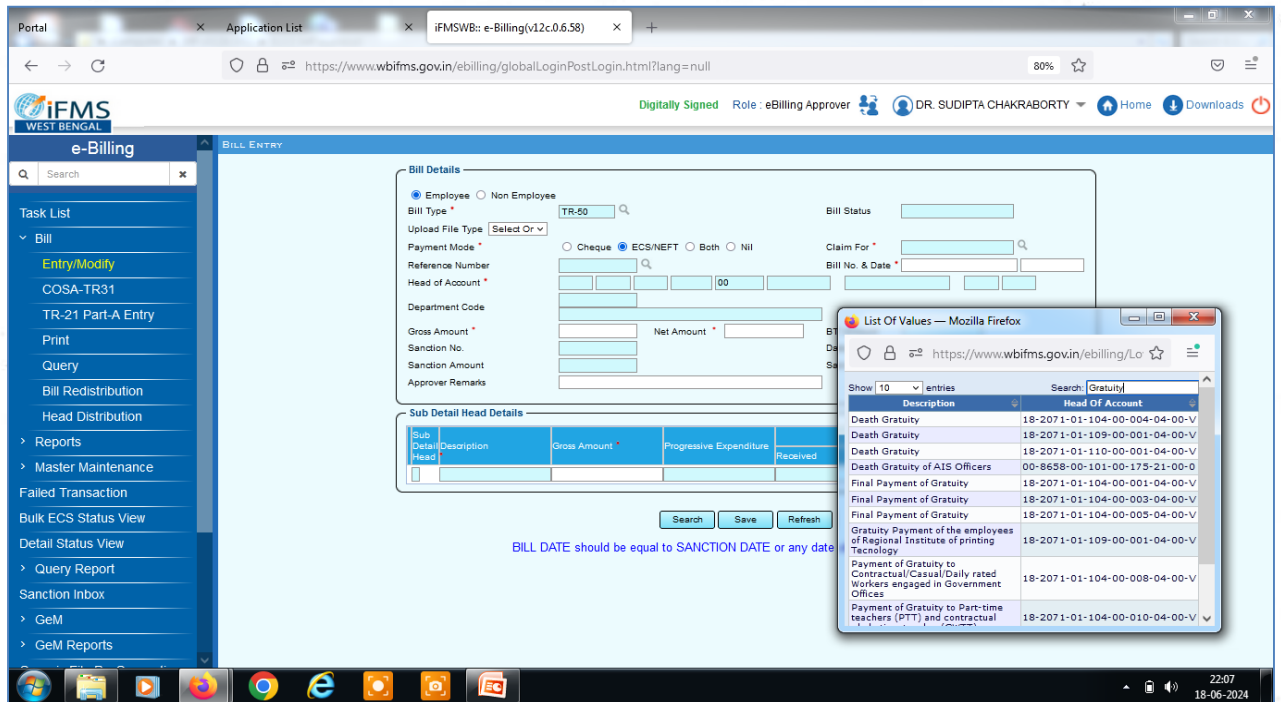 Portal × Application List × iFMSWB:: e-Billing(v12c.0.6.58) × +
https://www.wbifms.gov.in/ebilling/globalLoginPostLogin.html?lang=null 80%
iFMS
WEST BENGAL
Digitally Signed Role : eBilling Approver DR. SUDIPTA CHAKRABORTY Home Downloads
e-Billing
Search
Task List
Bill
Entry/Modify
COSA-TR31
TR-21 Part-A Entry
Print
Query
Bill Redistribution
Head Distribution
Reports
Master Maintenance
Failed Transaction
Bulk ECS Status View
Detail Status View
Query Report
Sanction Inbox
GeM
GeM Reports
BILL ENTRY
Bill Details
Employee Non Employee
Bill Type * TR-50 Bill Status
Upload File Type Select Or
Payment Mode * Cheque ECS/NEFT Both Nil Claim For *
Reference Number Bill No. & Date *
Head of Account * 00
Department Code
Gross Amount * Net Amount * BT
Sanction No. Da
Sanction Amount Sa
Approver Remarks
Sub Detail Head Details
Sub Detail Head * Description Gross Amount * Progressive Expenditure Received
Search Save Refresh
BILL DATE should be equal to SANCTION DATE or any date
List Of Values — Mozilla Firefox
https://www.wbifms.gov.in/ebilling/Lo
Show 10 entries Search: Gratuity
Description Head Of Account
Death Gratuity 18-2071-01-104-00-004-04-00-V
Death Gratuity 18-2071-01-109-00-001-04-00-V
Death Gratuity 18-2071-01-110-00-001-04-00-V
Death Gratuity of AIS Officers 00-8658-00-101-00-175-21-00-0
Final Payment of Gratuity 18-2071-01-104-00-001-04-00-V
Final Payment of Gratuity 18-2071-01-104-00-003-04-00-V
Final Payment of Gratuity 18-2071-01-104-00-005-04-00-V
Gratuity Payment of the employees
of Regional Institute of printing 18-2071-01-109-00-001-04-00-V
Tecnology
Payment of Gratuity to
Contractual/Casual/Daily rated
Workers engaged in Government 18-2071-01-104-00-008-04-00-V
Offices
Payment of Gratuity to Part-time
teachers (PTT) and contractual 18-2071-01-104-00-010-04-00-V
22:07
18-06-2024